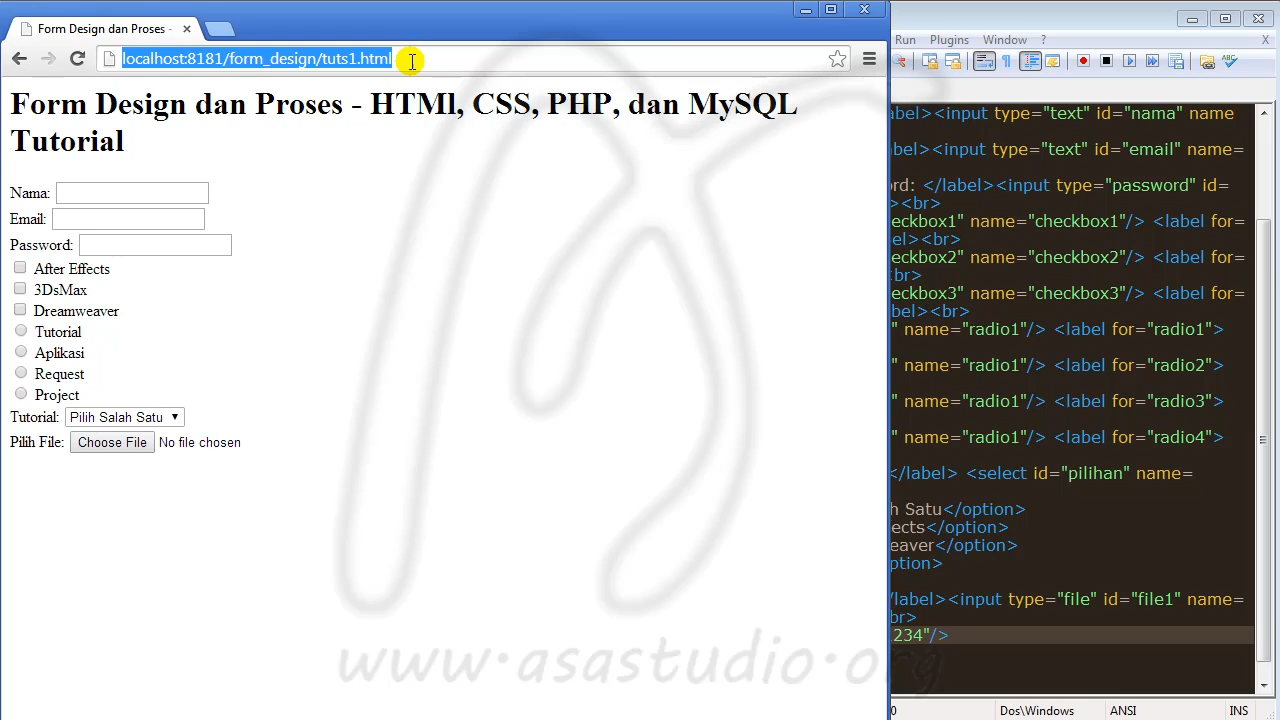 Form Design dan Proses -
localhost:8181/form_design/tuts1.html
Form Design dan Proses - HTMl, CSS, PHP, dan MySQL
Tutorial
Nama:
Email:
Password:
After Effects
3DsMax
Dreamweaver
Tutorial
Aplikasi
Request
Project
Tutorial: Pilih Salah Satu
Pilih File: Choose File No file chosen
www.asastudio.org
Run Plugins Window ? X
abel><input type="text" id="nama" name
abel><input type="text" id="email" name=
ord: </label><input type="password" id=
><br>
eckbox1" name="checkbox1"/> <label for=
el><br>
eckbox2" name="checkbox2"/> <label for=
<br>
eckbox3" name="checkbox3"/> <label for=
bel><br>
" name="radio1"/> <label for="radio1">
" name="radio1"/> <label for="radio2">
" name="radio1"/> <label for="radio3">
" name="radio1"/> <label for="radio4">
</label> <select id="pilihan" name=
h Satu</option>
ects</option>
eaver</option>
ption>
/label><input type="file" id="file1" name=
br>
234"/>
0 Dos\Windows ANSI INS